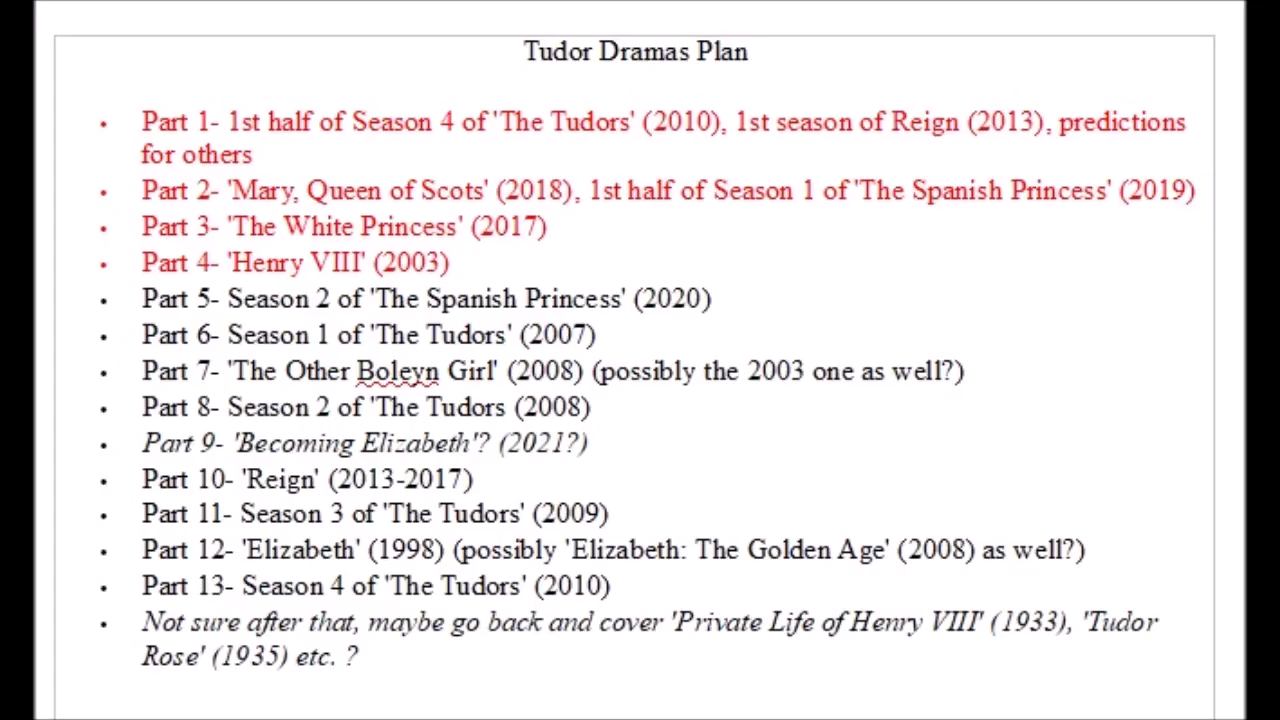 Tudor Dramas Plan
• Part 1- 1st half of Season 4 of 'The Tudors' (2010), 1st season of Reign (2013), predictions
for others
• Part 2- 'Mary, Queen of Scots' (2018), 1st half of Season 1 of 'The Spanish Princess' (2019)
• Part 3- 'The White Princess' (2017)
• Part 4- 'Henry VIII' (2003)
• Part 5- Season 2 of 'The Spanish Princess' (2020)
• Part 6- Season 1 of 'The Tudors' (2007)
• Part 7- 'The Other Boleyn Girl' (2008) (possibly the 2003 one as well?)
• Part 8- Season 2 of 'The Tudors (2008)
• Part 9- 'Becoming Elizabeth'? (2021?)
• Part 10- 'Reign' (2013-2017)
• Part 11- Season 3 of 'The Tudors' (2009)
• Part 12- 'Elizabeth' (1998) (possibly 'Elizabeth: The Golden Age' (2008) as well?)
• Part 13- Season 4 of 'The Tudors' (2010)
• Not sure after that, maybe go back and cover 'Private Life of Henry VIII' (1933), 'Tudor
Rose' (1935) etc. ?